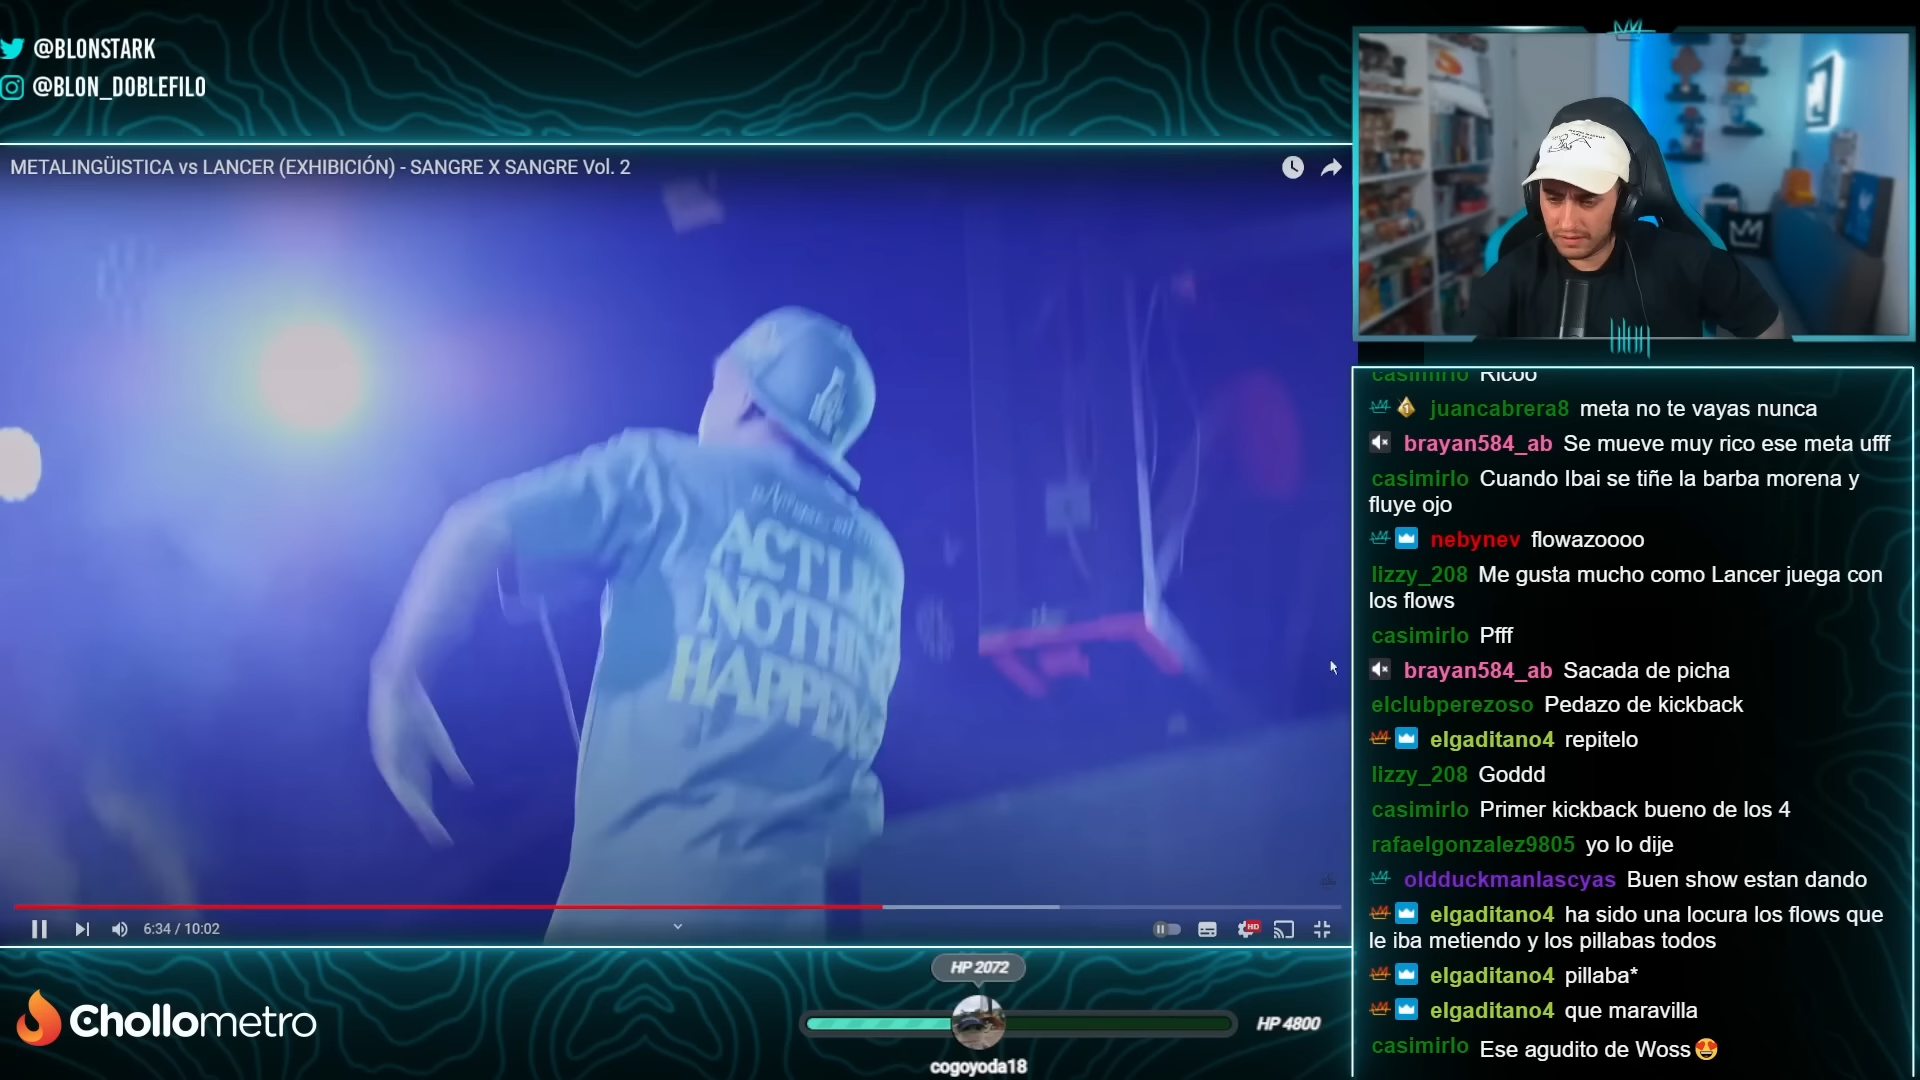 @BLONSTARK
@BLON_DOBLEFILO
METALINGÜISTICA vs LANCER (EXHIBICIÓN) - SANGRE X SANGRE Vol. 2
ACT LIKE
NOTHING
HAPPENED
6:34 / 10:02
HD
Chollometro
HP 2072
HP 4800
cogoyoda18
casimirlo Ricoo
juancabrera8 meta no te vayas nunca
brayan584_ab Se mueve muy rico ese meta ufff
casimirlo Cuando Ibai se tiñe la barba morena y
fluye ojo
nebynev flowazoooo
lizzy_208 Me gusta mucho como Lancer juega con
los flows
casimirlo Pfff
brayan584_ab Sacada de picha
elclubperezoso Pedazo de kickback
elgaditano4 repitelo
lizzy_208 Goddd
casimirlo Primer kickback bueno de los 4
rafaelgonzalez9805 yo lo dije
oldduckmanlascyas Buen show estan dando
elgaditano4 ha sido una locura los flows que
le iba metiendo y los pillabas todos
elgaditano4 pillaba*
elgaditano4 que maravilla
casimirlo Ese agudito de Woss😍